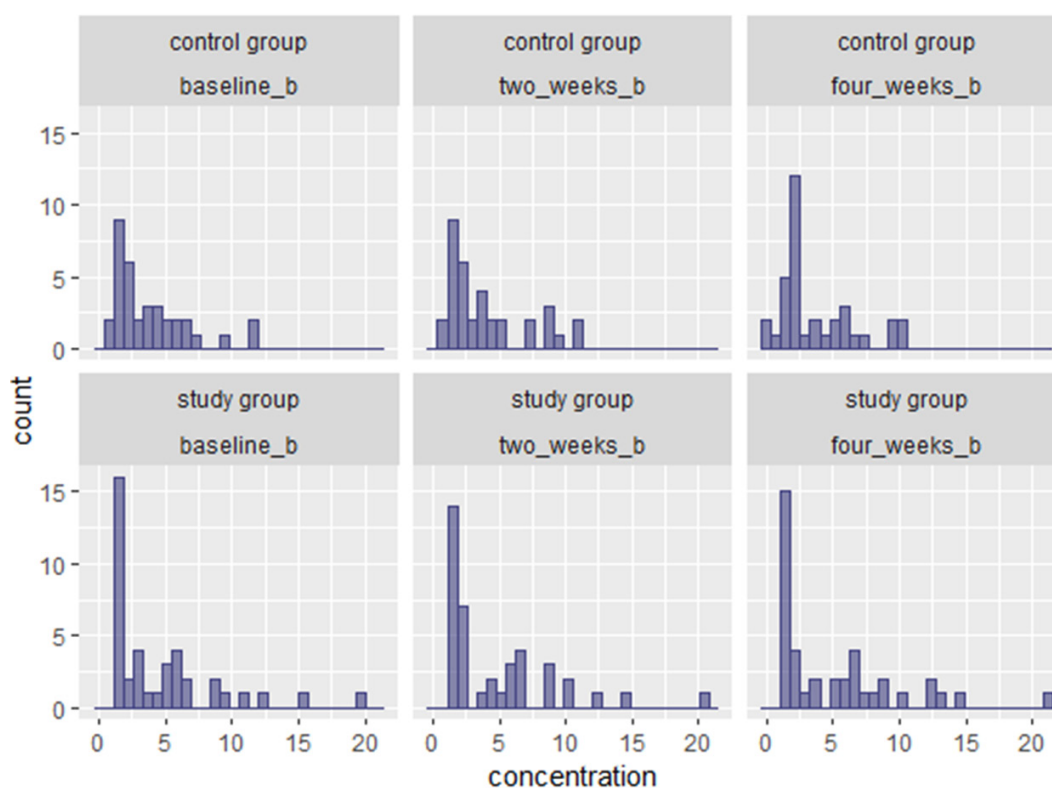 control group control group control group
baseline_b two_weeks_b four_weeks_b
15
10
5
0
count
study group study group study group
baseline_b two_weeks_b four_weeks_b
15
10
5
0
0 5 10 15 20 0 5 10 15 20 0 5 10 15 20
concentration